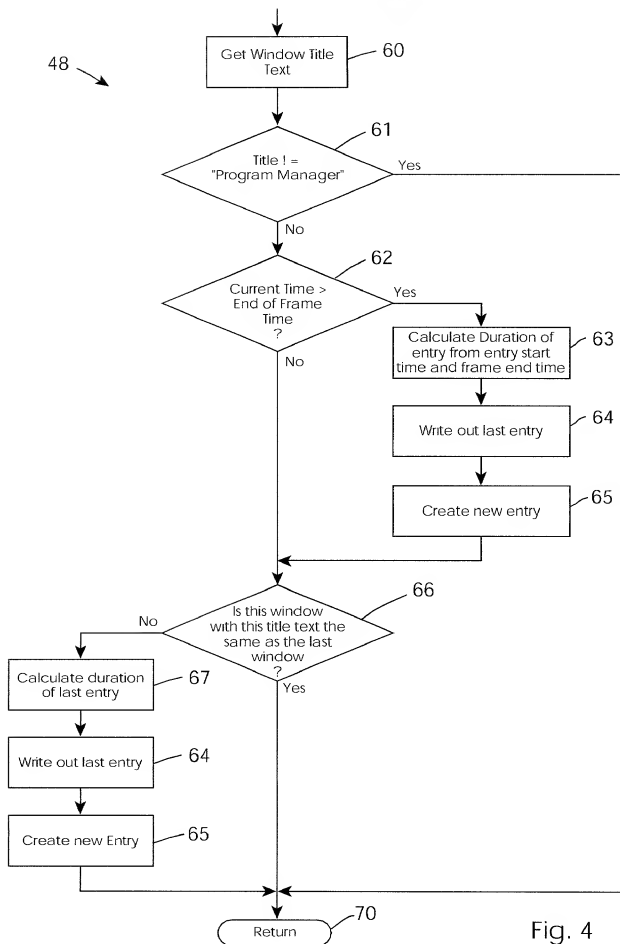 Get Window Title
Text
60
48
61
Title ! =
"Program Manager"
Yes
No
62
Current Time >
End of Frame
Time
?
Yes
No
Calculate Duration of
entry from entry start
time and frame end time
63
Write out last entry
64
Create new entry
65
66
Is this window
with this title text the
same as the last
window
?
No
Yes
Calculate duration
of last entry
67
Write out last entry
64
Create new Entry
65
70
Return
Fig. 4